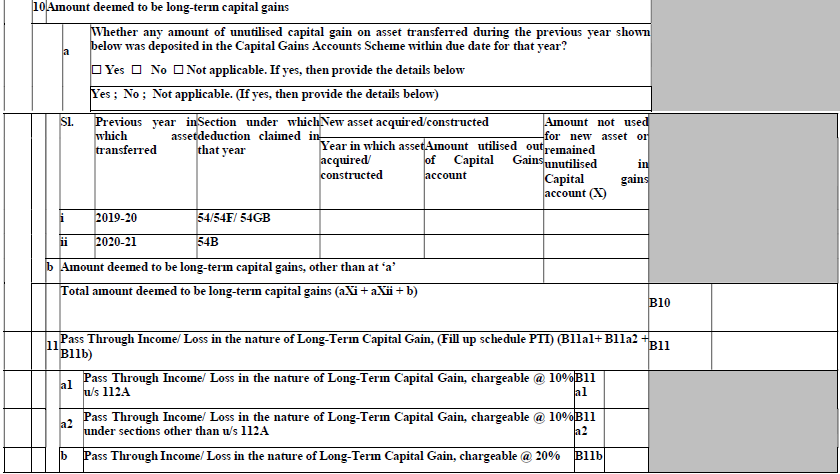 10 Amount deemed to be long-term capital gains
a
Whether any amount of unutilised capital gain on asset transferred during the previous year shown
below was deposited in the Capital Gains Accounts Scheme within due date for that year?
☐ Yes ☐ No ☐ Not applicable. If yes, then provide the details below
Yes ; No ; Not applicable. (If yes, provide the details below)
Sl.
Previous year in
which asset
transferred
Section under which
deduction claimed in
that year
New asset acquired/constructed
Year in which asset
acquired/
constructed
Amount utilised out
of Capital Gains
account
Amount not used
for new asset or
remained
unutilised in
Capital gains
account (X)
i 2019-20 54/54F/ 54GB
ii 2020-21 54B
b Amount deemed to be long-term capital gains, other than at ‘a’
Total amount deemed to be long-term capital gains (aXi + aXii + b)
B10
11
Pass Through Income/ Loss in the nature of Long-Term Capital Gain, (Fill up schedule PTI) (B11a1+ B11a2 +
B11b)
B11
a1
Pass Through Income/ Loss in the nature of Long-Term Capital Gain, chargeable @ 10%
u/s 112A
B11
a1
a2
Pass Through Income/ Loss in the nature of Long-Term Capital Gain, chargeable @ 10%
under sections other than u/s 112A
B11
a2
b Pass Through Income/ Loss in the nature of Long-Term Capital Gain, chargeable @ 20% B11b